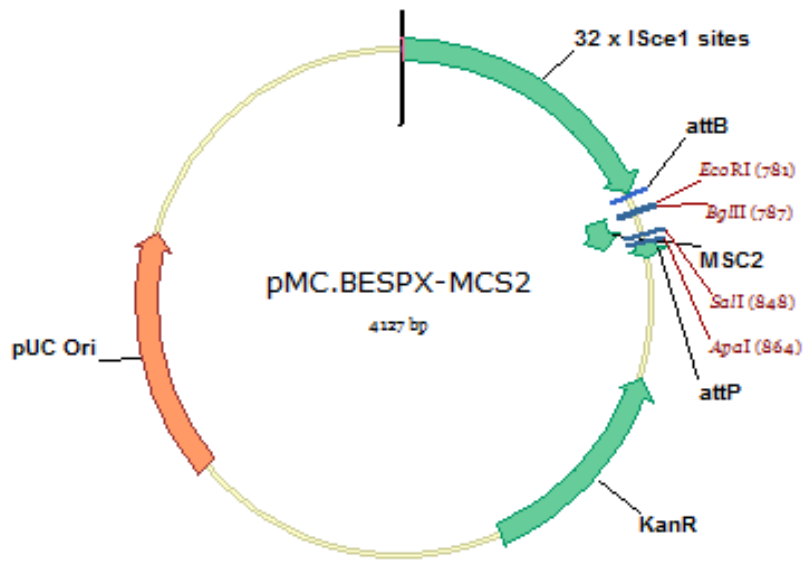 32 x ISce1 sites
attB
EcoRI (781)
BglII (787)
MSC2
SalI (848)
ApaI (864)
attP
pMC.BESPX-MCS2
4127 bp
pUC Ori
KanR